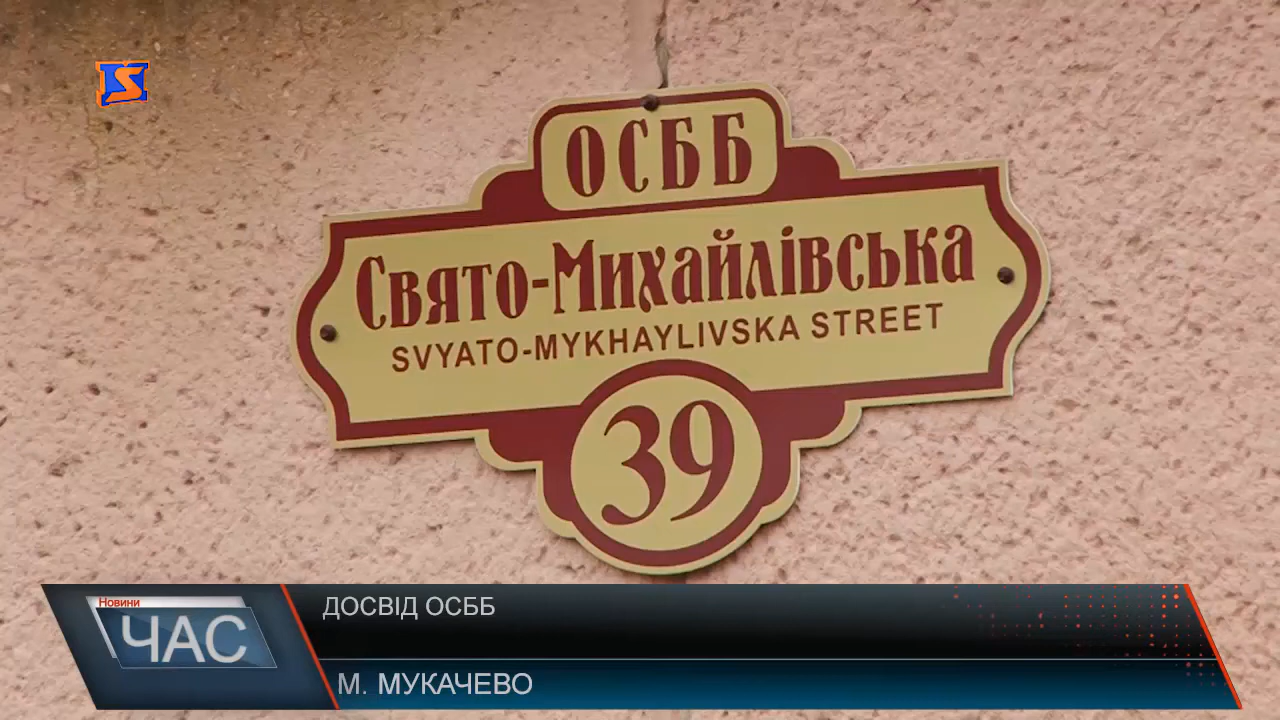 ОСББ
Свято-Михайлівська
SVYATO-MYKHAYLIVSKA STREET
39
Новини
ЧАС
ДОСВІД ОСББ
М. МУКАЧЕВО